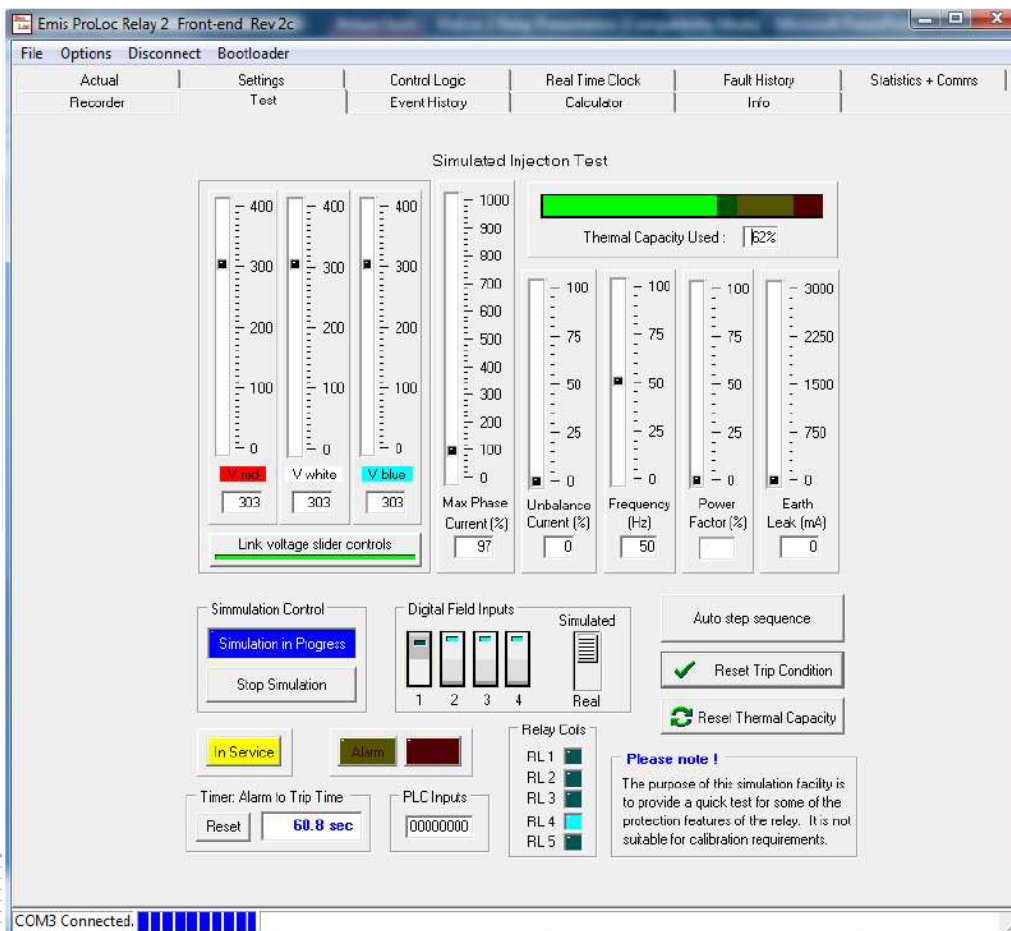 Emis ProLoc Relay 2 Front-end Rev 2c
File Options Disconnect Bootloader
Actual Settings Control Logic Real Time Clock Fault History Statistics + Comms
Recorder Test Event History Calculator Info
Simulated Injection Test
400
300
200
100
0
V red
303
400
300
200
100
0
V white
303
400
300
200
100
0
V blue
303
Link voltage slider controls
1000
900
800
700
600
500
400
300
200
100
0
Max Phase
Current (%)
97
Thermal Capacity Used : 62%
100
75
50
25
0
Unbalance
Current (%)
0
100
75
50
25
0
Frequency
(Hz)
50
100
75
50
25
0
Power
Factor (%)
3000
2250
1500
750
0
Earth
Leak (mA)
0
Simmulation Control
Simulation in Progress
Stop Simulation
Digital Field Inputs
Simulated
1 2 3 4
Real
Auto step sequence
Reset Trip Condition
Reset Thermal Capacity
In Service
Alarm
Timer: Alarm to Trip Time
Reset 60.8 sec
PLC Inputs
00000000
Relay Coils
RL 1
RL 2
RL 3
RL 4
RL 5
Please note !
The purpose of this simulation facility is
to provide a quick test for some of the
protection features of the relay. It is not
suitable for calibration requirements.
COM3 Connected.